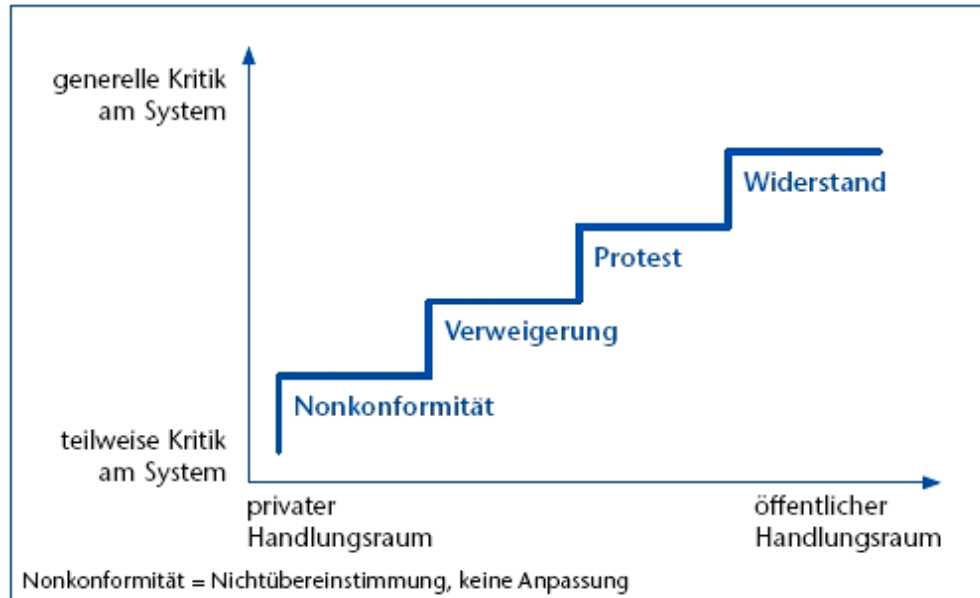 generelle Kritik
am System
Widerstand
Protest
Verweigerung
Nonkonformität
teilweise Kritik
am System
privater
Handlungsraum
öffentlicher
Handlungsraum
Nonkonformität = Nichtübereinstimmung, keine Anpassung